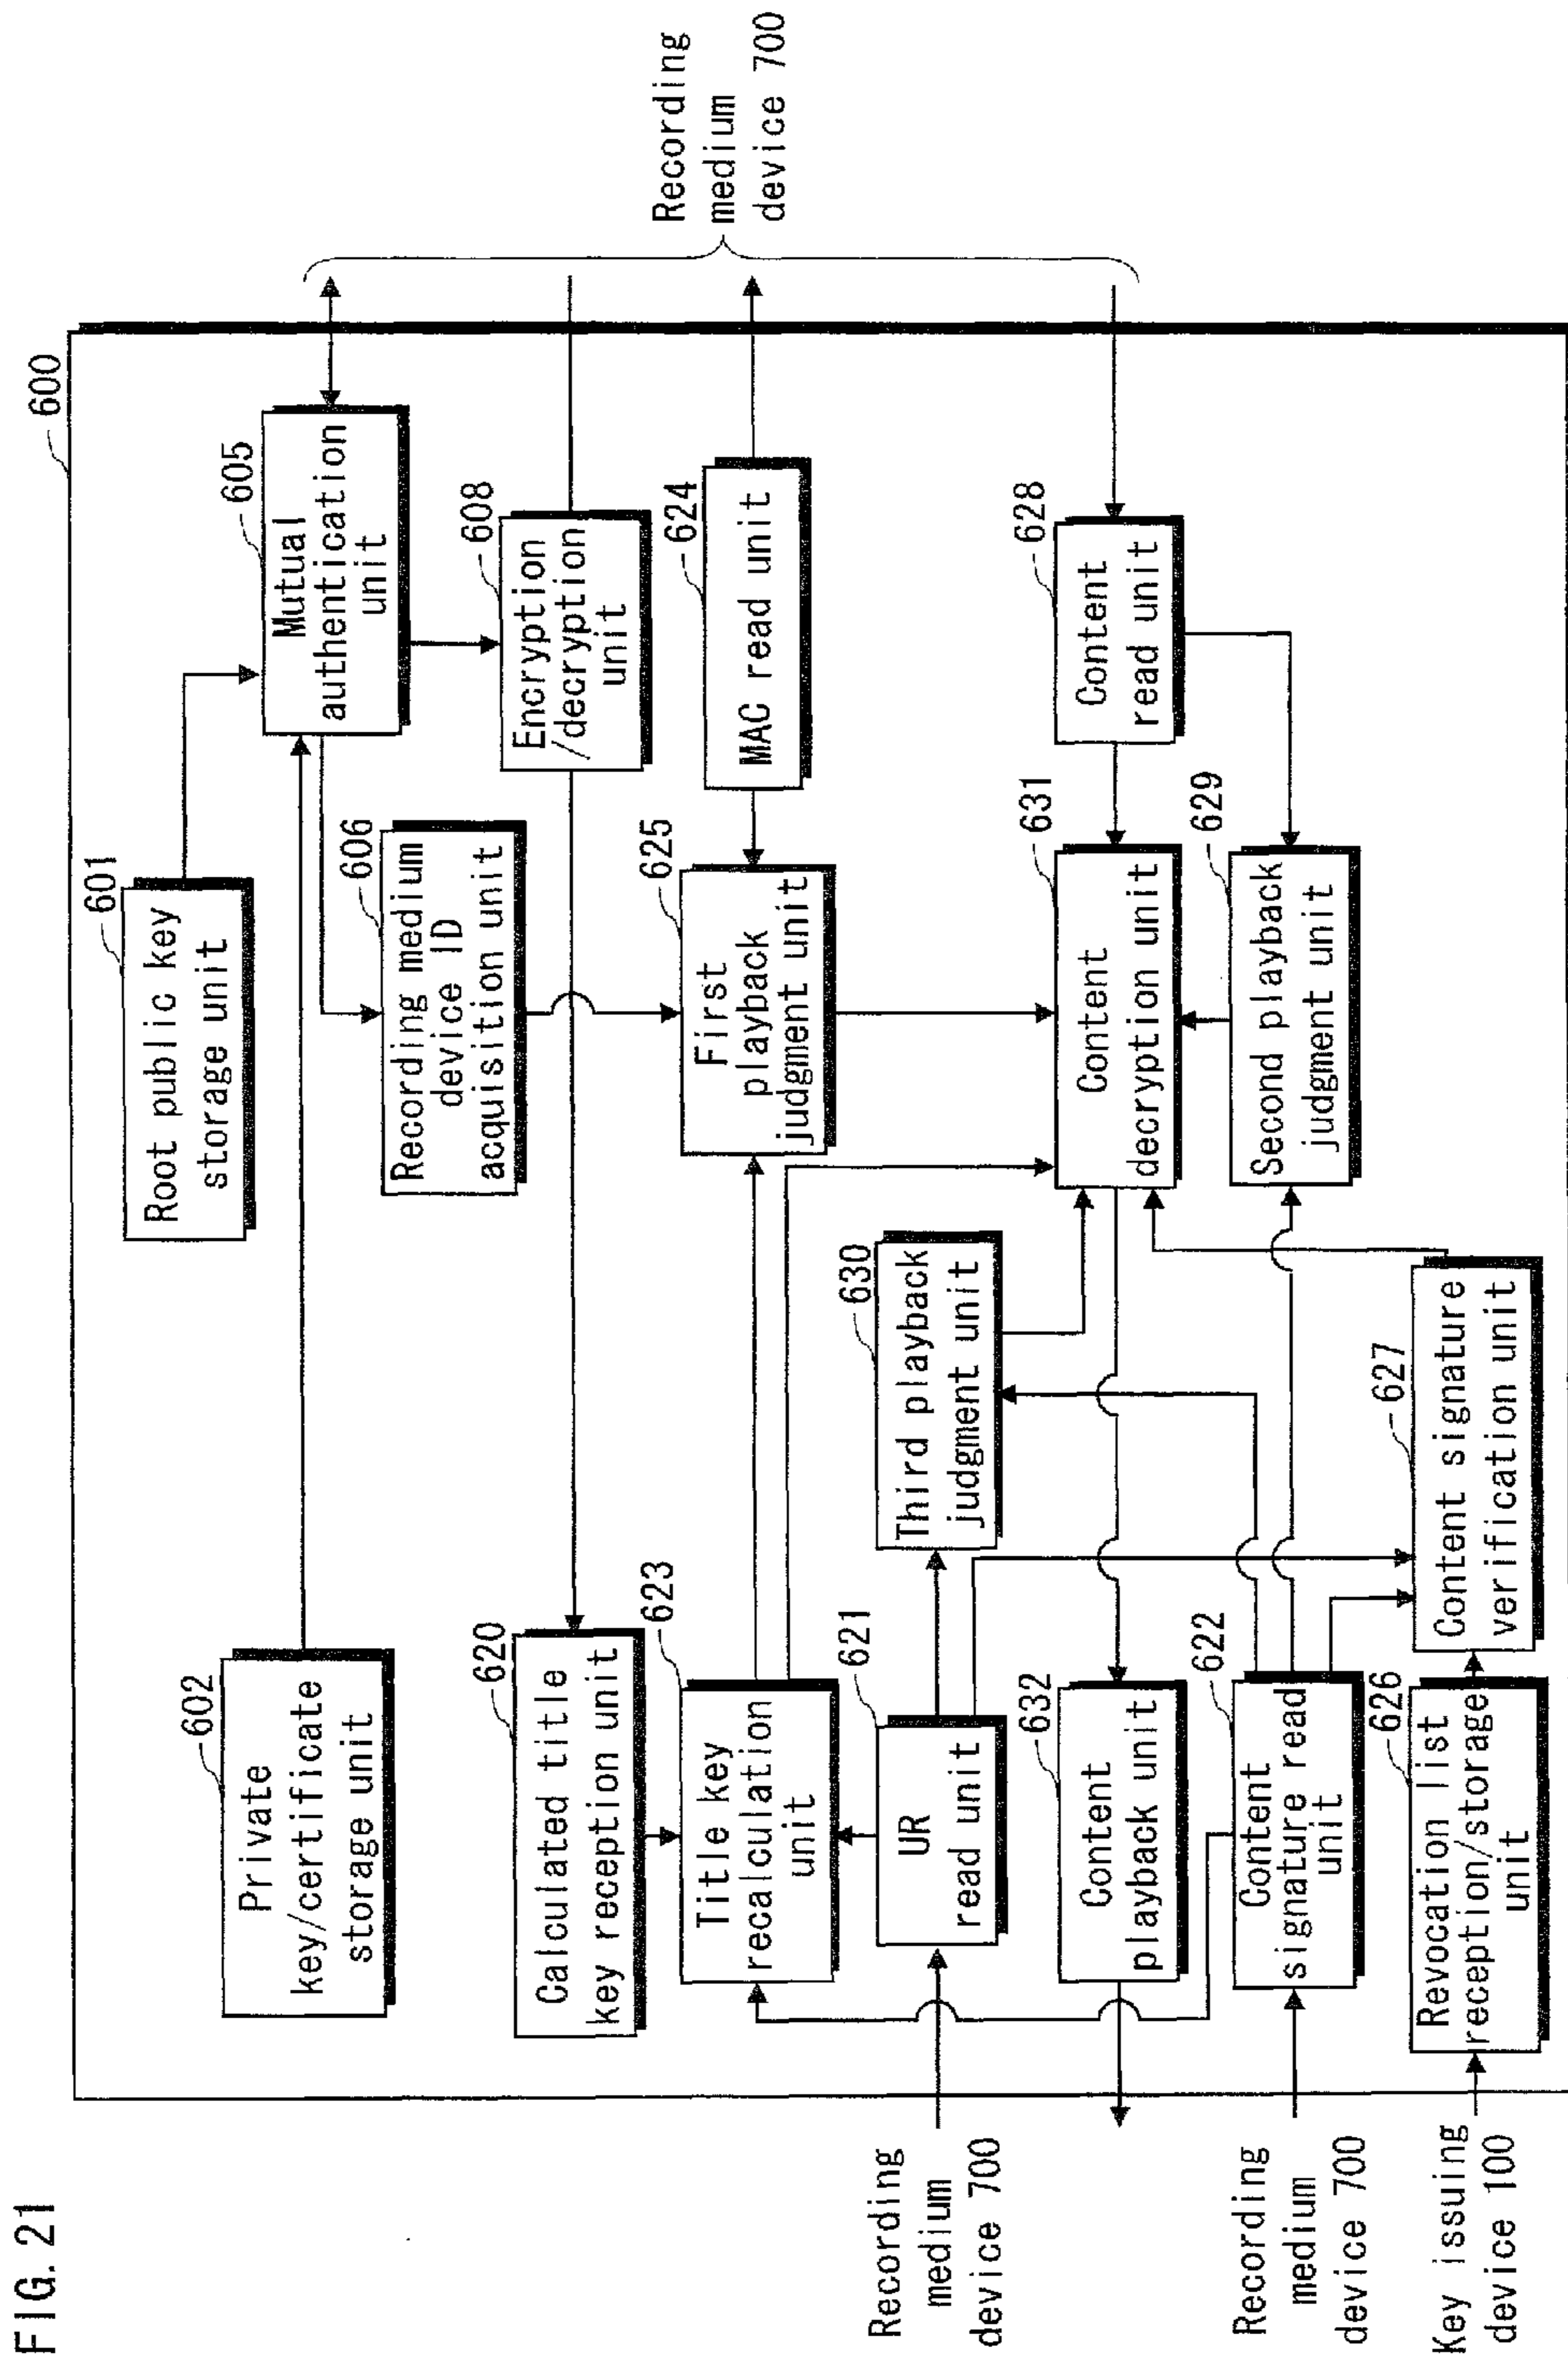 FIG. 21
600
601
Root public key
storage unit
602
Private
key/certificate
storage unit
605
Mutual
authentication
unit
606
Recording medium
device ID
acquisition unit
608
Encryption
/decryption
unit
620
Calculated title
key reception unit
623
Title key
recalculation
unit
625
First
playback
judgment unit
624
MAC read unit
Recording
medium
device 700
621
UR
read unit
630
Third playback
judgment unit
Recording
medium
device 700
632
Content
playback unit
631
Content
decryption unit
628
Content
read unit
622
Content
signature read
unit
629
Second playback
judgment unit
Recording
medium
device 700
626
Revocation list
reception/storage
unit
627
Content signature
verification unit
Key issuing
device 100